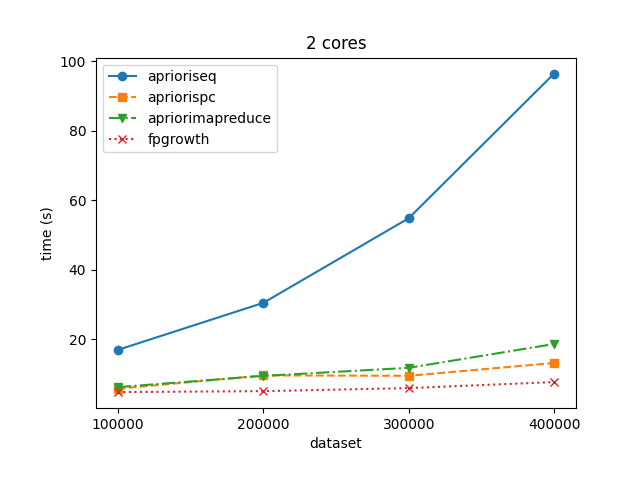 2 cores
100
80
60
40
20
time (s)
aprioriseq
apriorispc
apriorimapreduce
fpgrowth
100000 200000 300000 400000
dataset